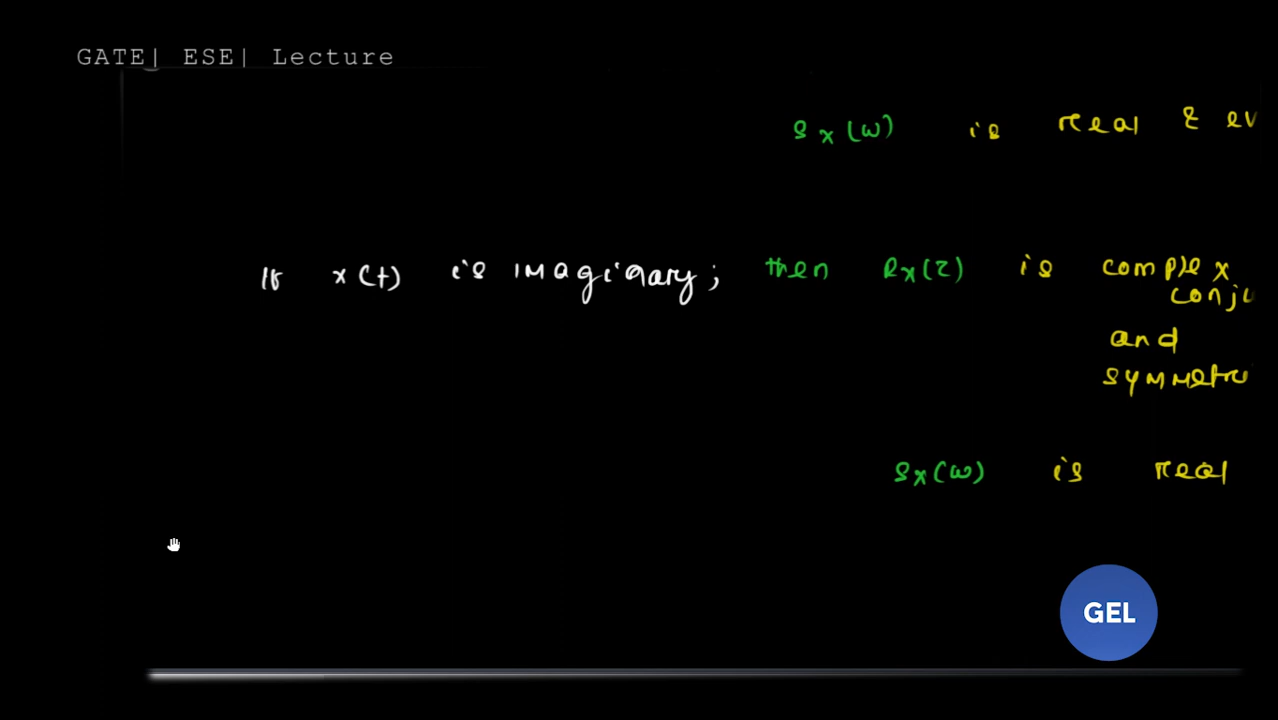 GATE| ESE| Lecture
Sx(ω) is real & ev
If x(t) is imaginary; then Rx(τ) is complex
conju
and
symmetric
Sx(ω) is real
GEL